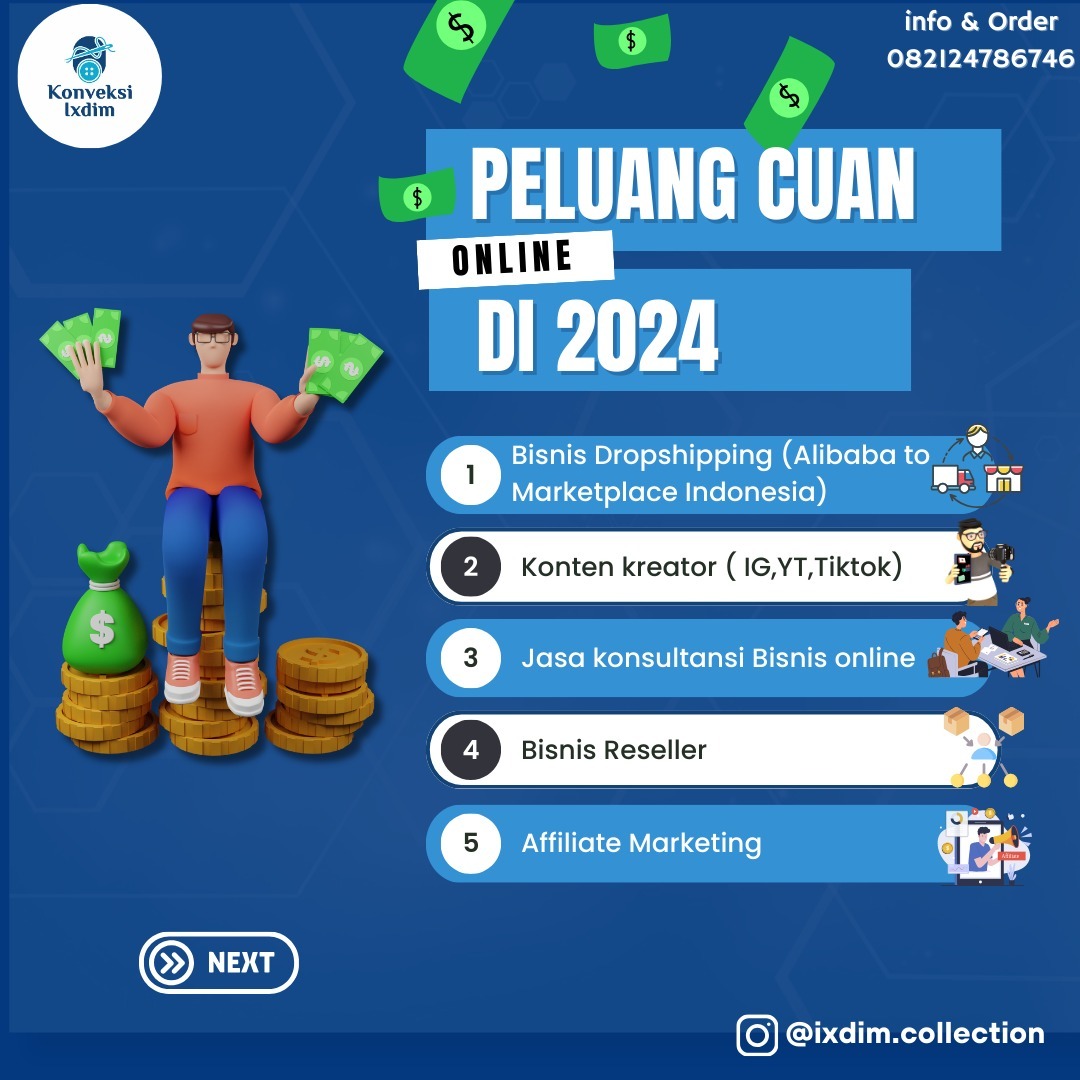 Konveksi
Ixdim
info & Order
082124786746
PELUANG CUAN
ONLINE
DI 2024
1
Bisnis Dropshipping (Alibaba to
Marketplace Indonesia)
2
Konten kreator ( IG,YT,Tiktok)
3
Jasa konsultansi Bisnis online
4
Bisnis Reseller
5
Affiliate Marketing
NEXT
@ixdim.collection